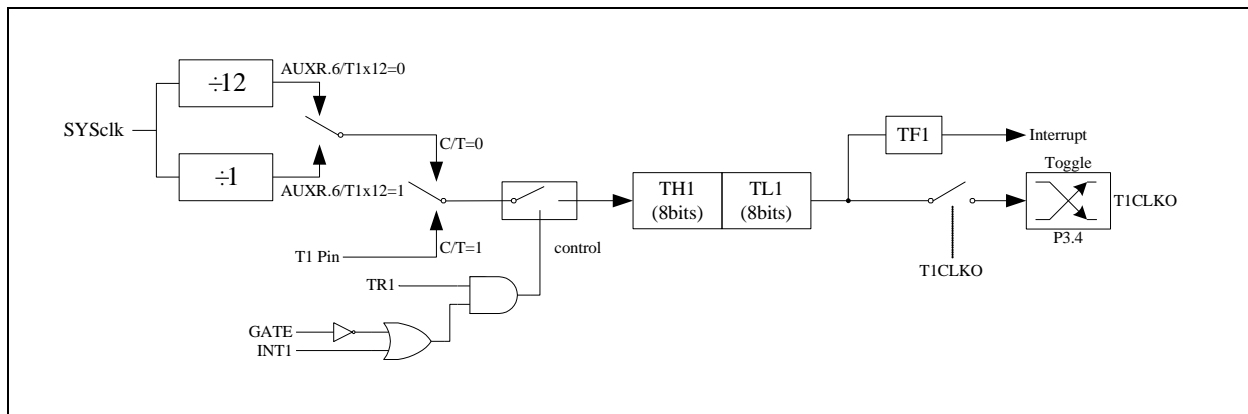 ÷12
AUXR.6/T1x12=0
SYSclk
÷1
AUXR.6/T1x12=1
C/T=0
C/T=1
T1 Pin
control
TR1
GATE
INT1
TH1
(8bits)
TL1
(8bits)
TF1
Interrupt
Toggle
T1CLKO
P3.4
T1CLKO